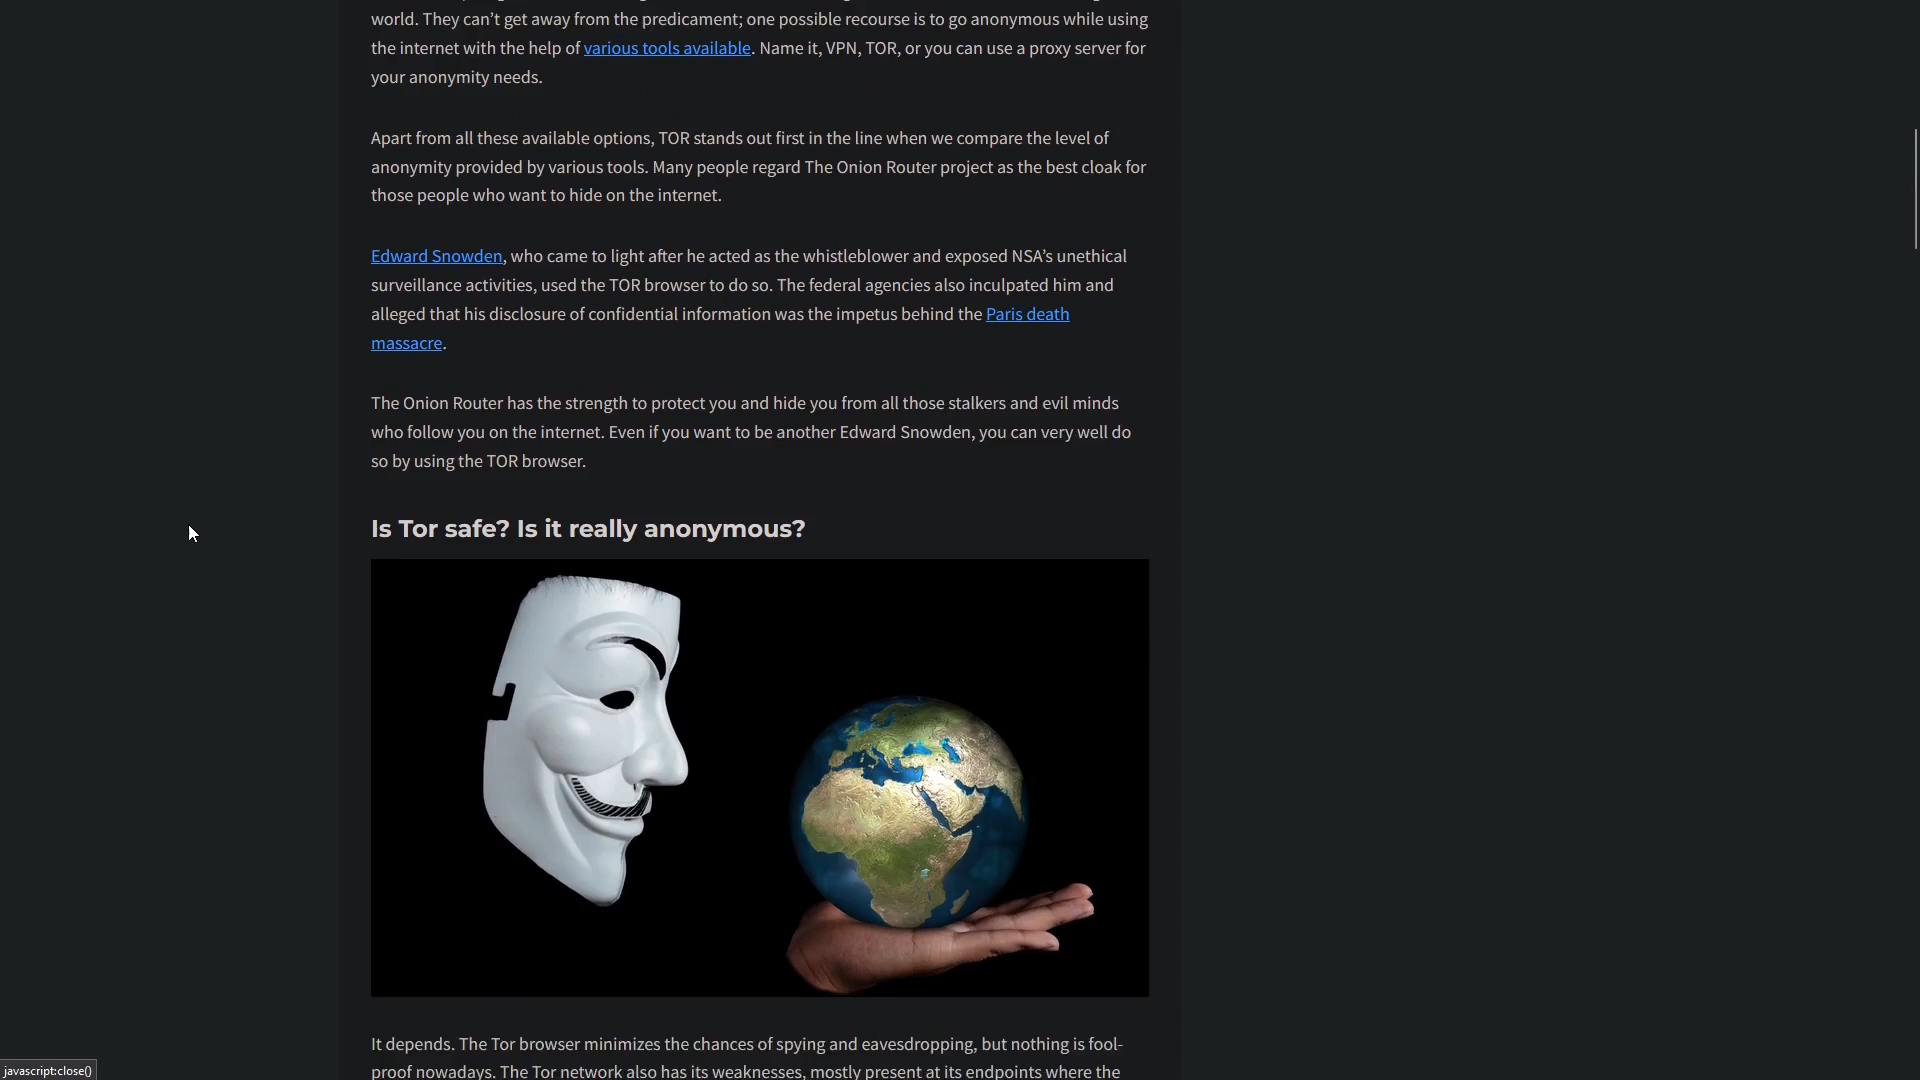 world. They can’t get away from the predicament; one possible recourse is to go anonymous while using
the internet with the help of various tools available. Name it, VPN, TOR, or you can use a proxy server for
your anonymity needs.
Apart from all these available options, TOR stands out first in the line when we compare the level of
anonymity provided by various tools. Many people regard The Onion Router project as the best cloak for
those people who want to hide on the internet.
Edward Snowden, who came to light after he acted as the whistleblower and exposed NSA’s unethical
surveillance activities, used the TOR browser to do so. The federal agencies also inculpated him and
alleged that his disclosure of confidential information was the impetus behind the Paris death
massacre.
The Onion Router has the strength to protect you and hide you from all those stalkers and evil minds
who follow you on the internet. Even if you want to be another Edward Snowden, you can very well do
so by using the TOR browser.
Is Tor safe? Is it really anonymous?
It depends. The Tor browser minimizes the chances of spying and eavesdropping, but nothing is fool-
proof nowadays. The Tor network also has its weaknesses, mostly present at its endpoints where the
javascript:close()